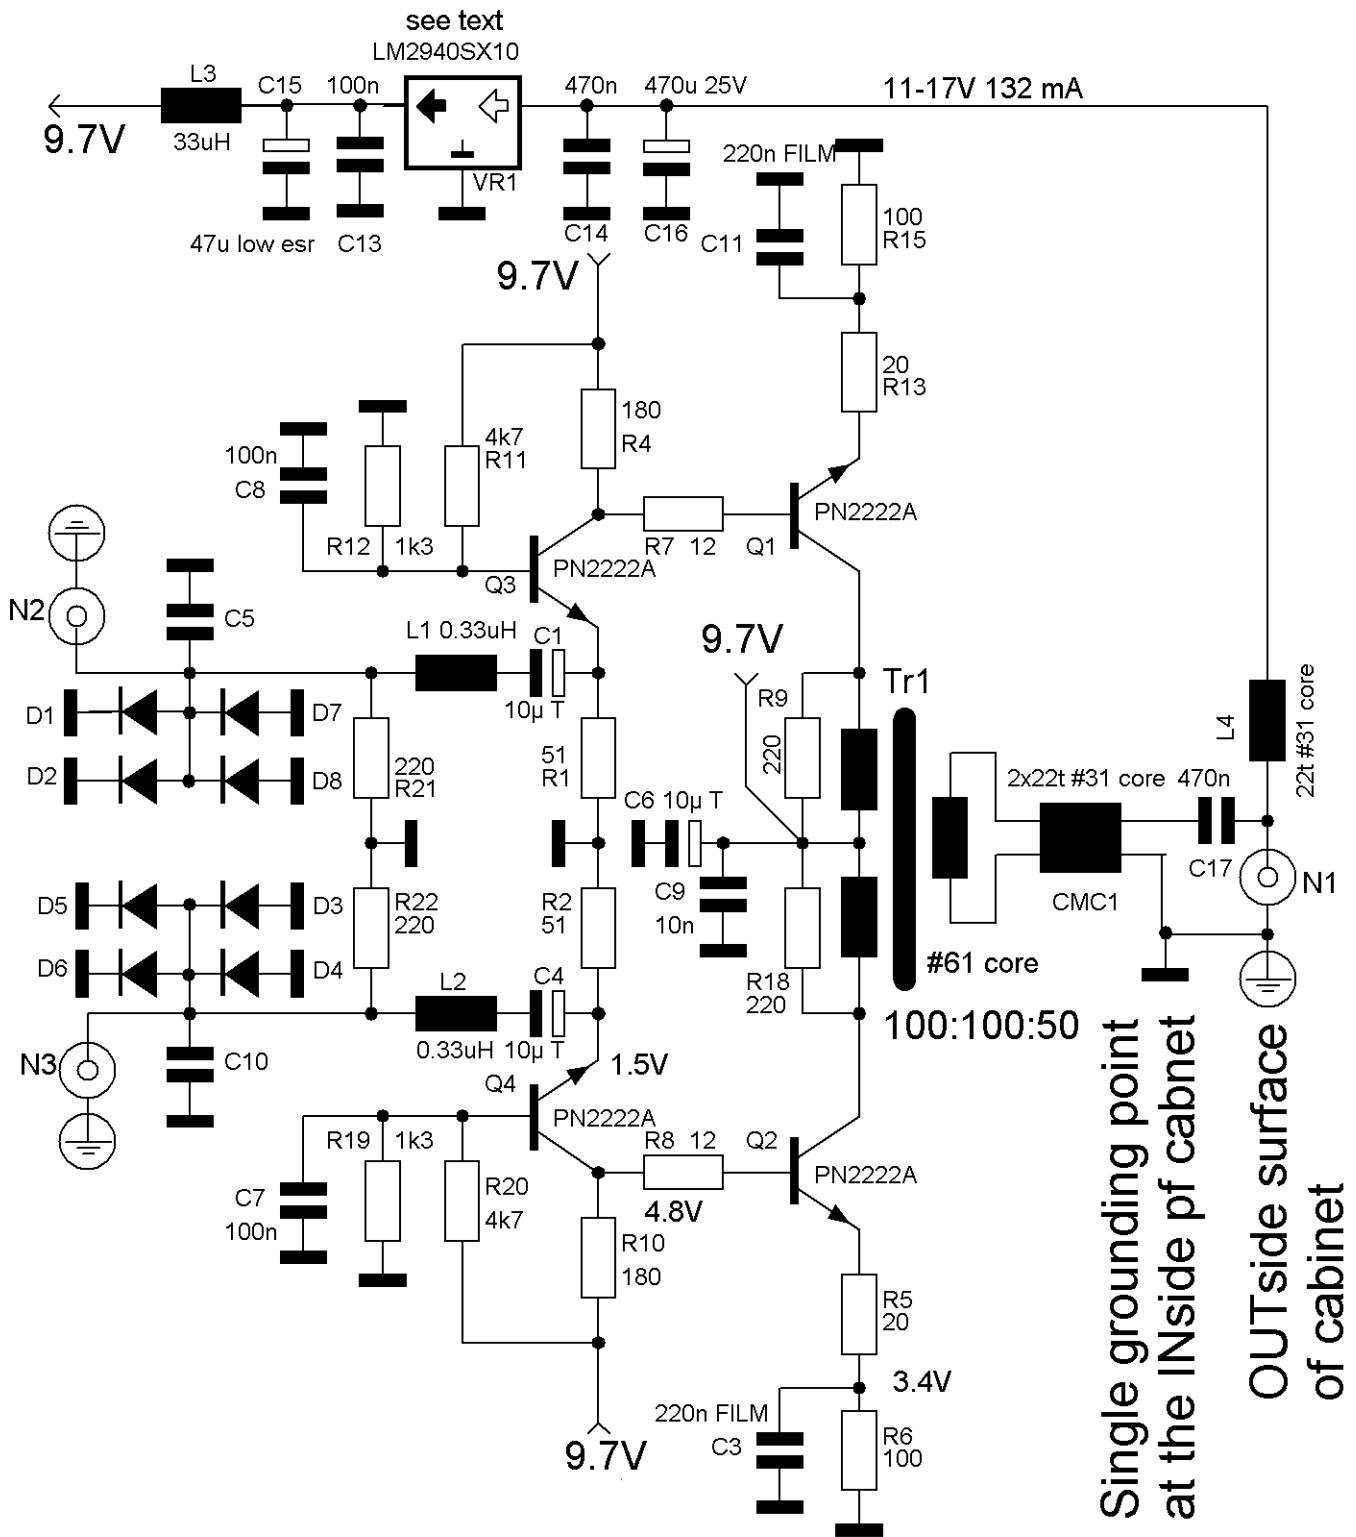 see text
LM2940SX10
L3
C15
100n
470n
470u 25V
11-17V 132 mA
9.7V
33uH
VR1
220n FILM
47u low esr
C13
C14
C16
C11
100
R15
9.7V
20
R13
180
R4
4k7
R11
100n
C8
PN2222A
R12
1k3
R7
12
Q1
Q3
PN2222A
N2
C5
L1 0.33uH
C1
9.7V
Tr1
10µ T
R9
D1
D7
220
L4
22t #31 core
51
R1
220
R21
D2
D8
2x22t #31 core
470n
C6
10µ T
C17
N1
C9
10n
CMC1
D5
D3
R22
220
R2
51
#61 core
D6
D4
L2
C4
R18
220
100:100:50
0.33uH
10µ T
N3
C10
1.5V
Q4
PN2222A
R19
1k3
R8
12
Q2
PN2222A
C7
100n
R20
4k7
4.8V
R10
180
R5
20
3.4V
220n FILM
C3
R6
100
9.7V
Single grounding point
at the INside pf cabnet
OUTside surface
of cabinet